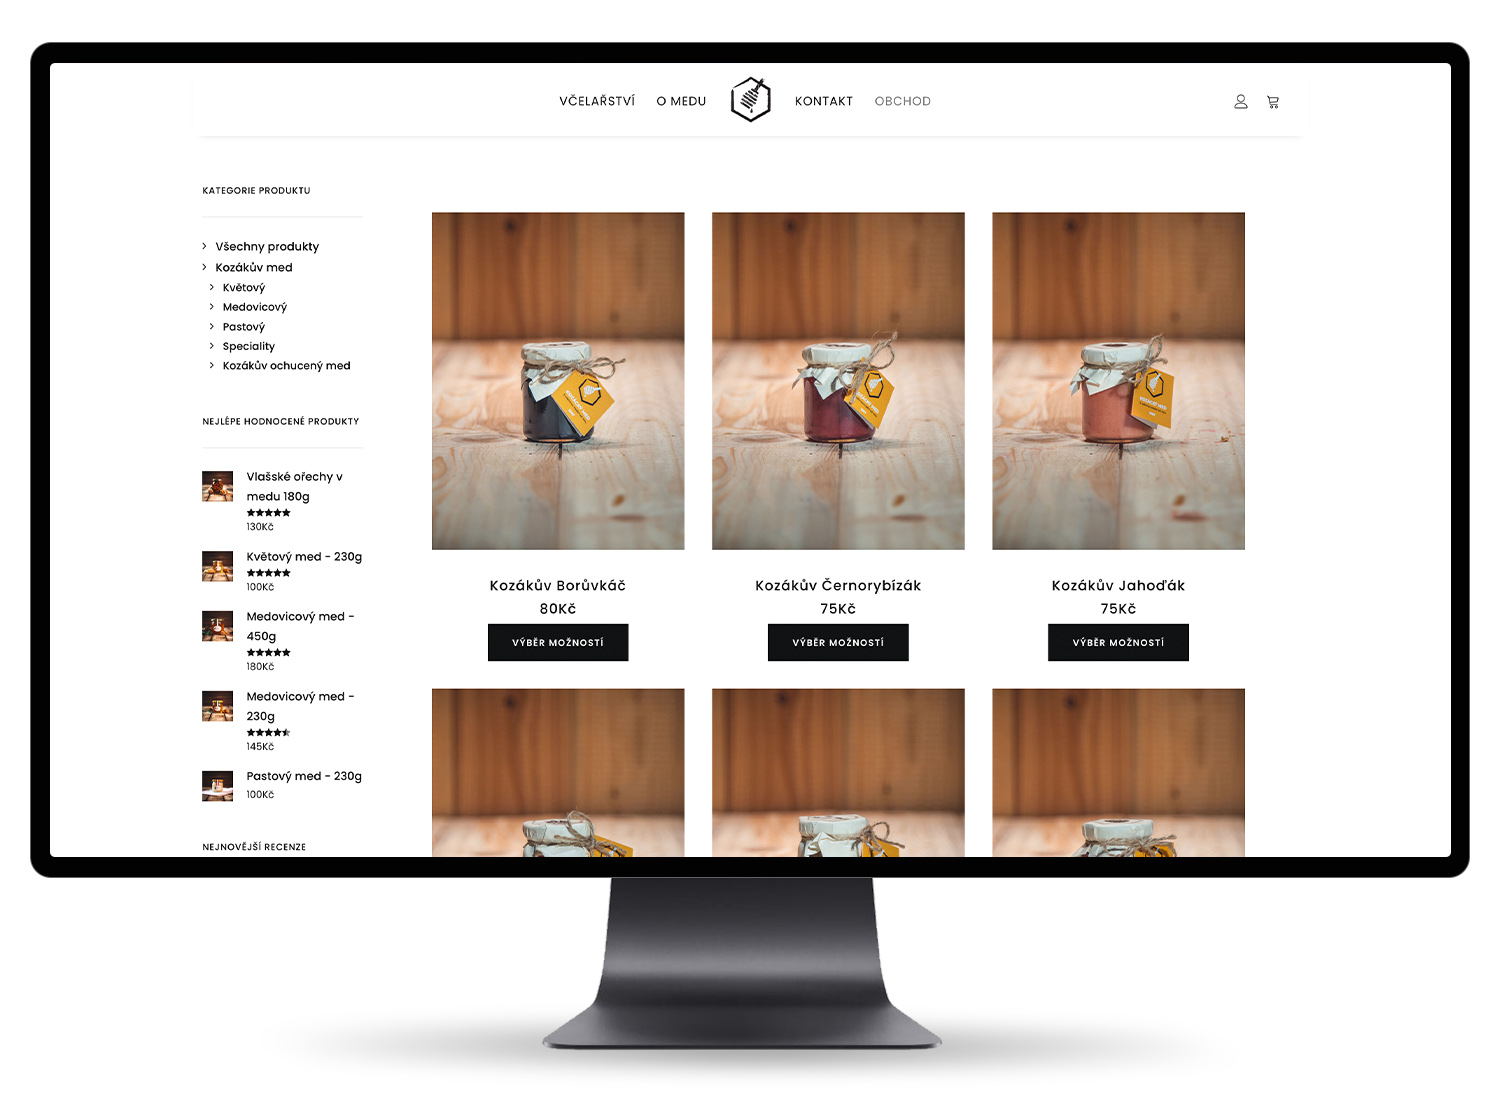 VČELAŘSTVÍ O MEDU KONTAKT OBCHOD
KATEGORIE PRODUKTU
Všechny produkty
Kozákův med
Květový
Medovicový
Pastový
Speciality
Kozákův ochucený med
NEJLÉPE HODNOCENÉ PRODUKTY
Vlašské ořechy v
medu 180g
130Kč
Květový med - 230g
100Kč
Medovicový med -
450g
180Kč
Medovicový med -
230g
145Kč
Pastový med - 230g
100Kč
NEJNOVĚJŠÍ RECENZE
Kozákův Borůvkáč
80Kč
VÝBĚR MOŽNOSTÍ
Kozákův Černorybízák
75Kč
VÝBĚR MOŽNOSTÍ
Kozákův Jahoďák
75Kč
VÝBĚR MOŽNOSTÍ